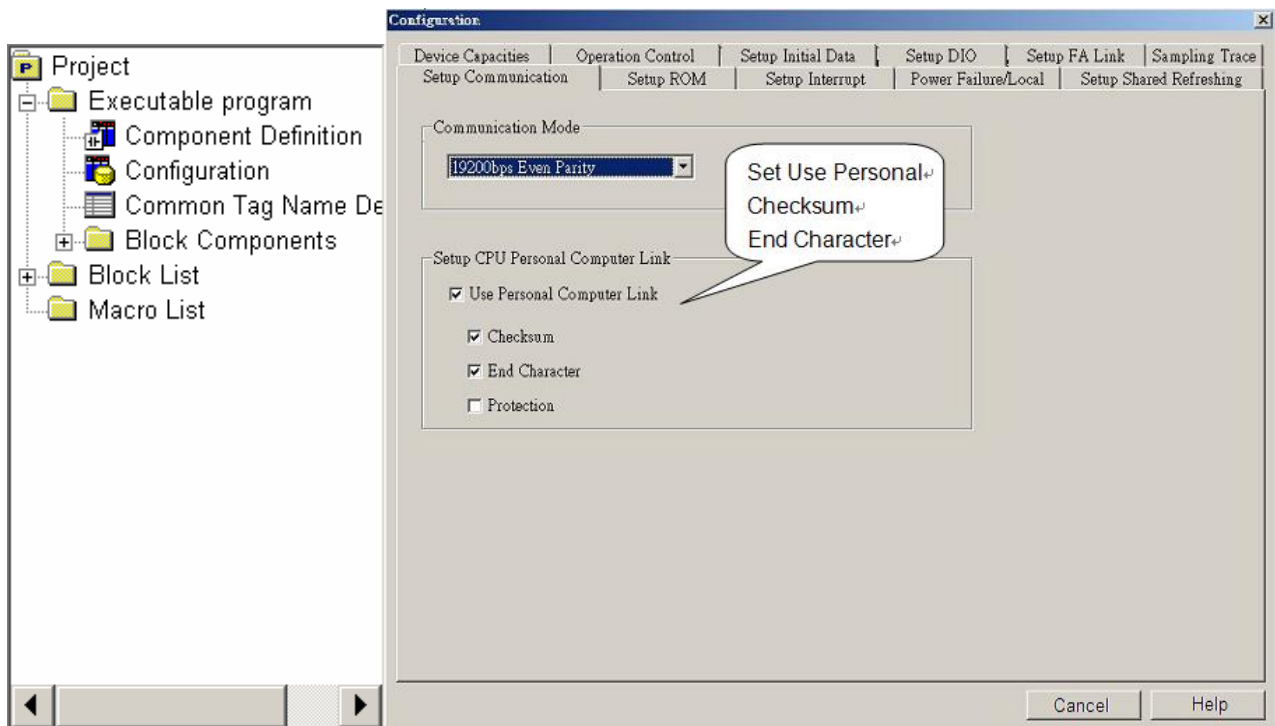 Project
Executable program
Component Definition
Configuration
Common Tag Name De
Block Components
Block List
Macro List
Configuration
Device Capacities
Operation Control
Setup Initial Data
Setup DIO
Setup FA Link
Sampling Trace
Setup Communication
Setup ROM
Setup Interrupt
Power Failure/Local
Setup Shared Refreshing
Communication Mode
19200bps Even Parity
Set Use Personal
Checksum
End Character
Setup CPU Personal Computer Link
Use Personal Computer Link
Checksum
End Character
Protection
Cancel
Help